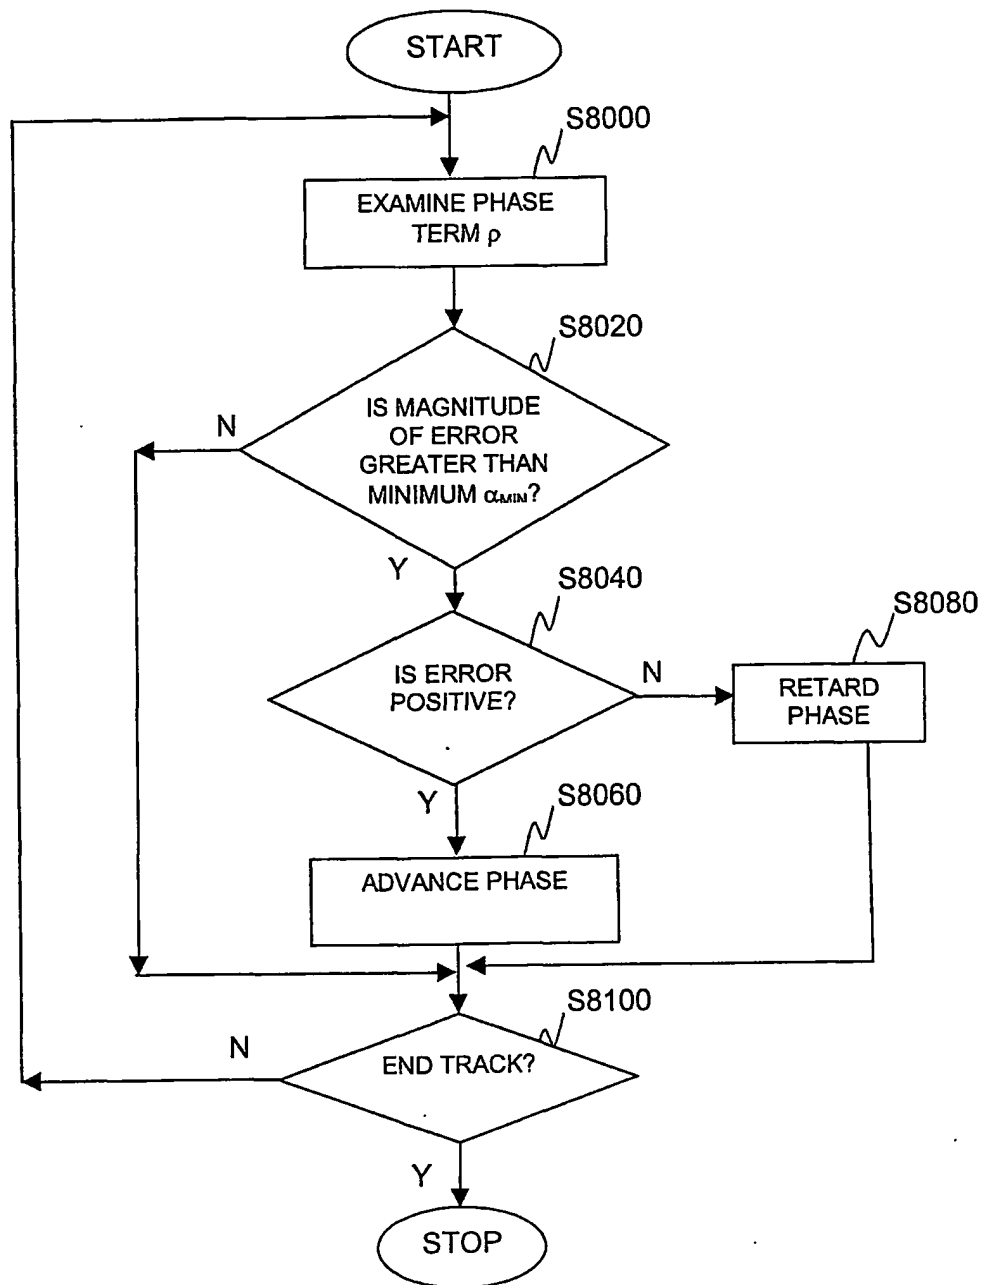 START
S8000
EXAMINE PHASE
TERM ρ
S8020
IS MAGNITUDE
OF ERROR
GREATER THAN
MINIMUM αMIN?
N
Y
S8040
IS ERROR
POSITIVE?
N
S8080
RETARD
PHASE
Y
S8060
ADVANCE PHASE
S8100
END TRACK?
N
Y
STOP